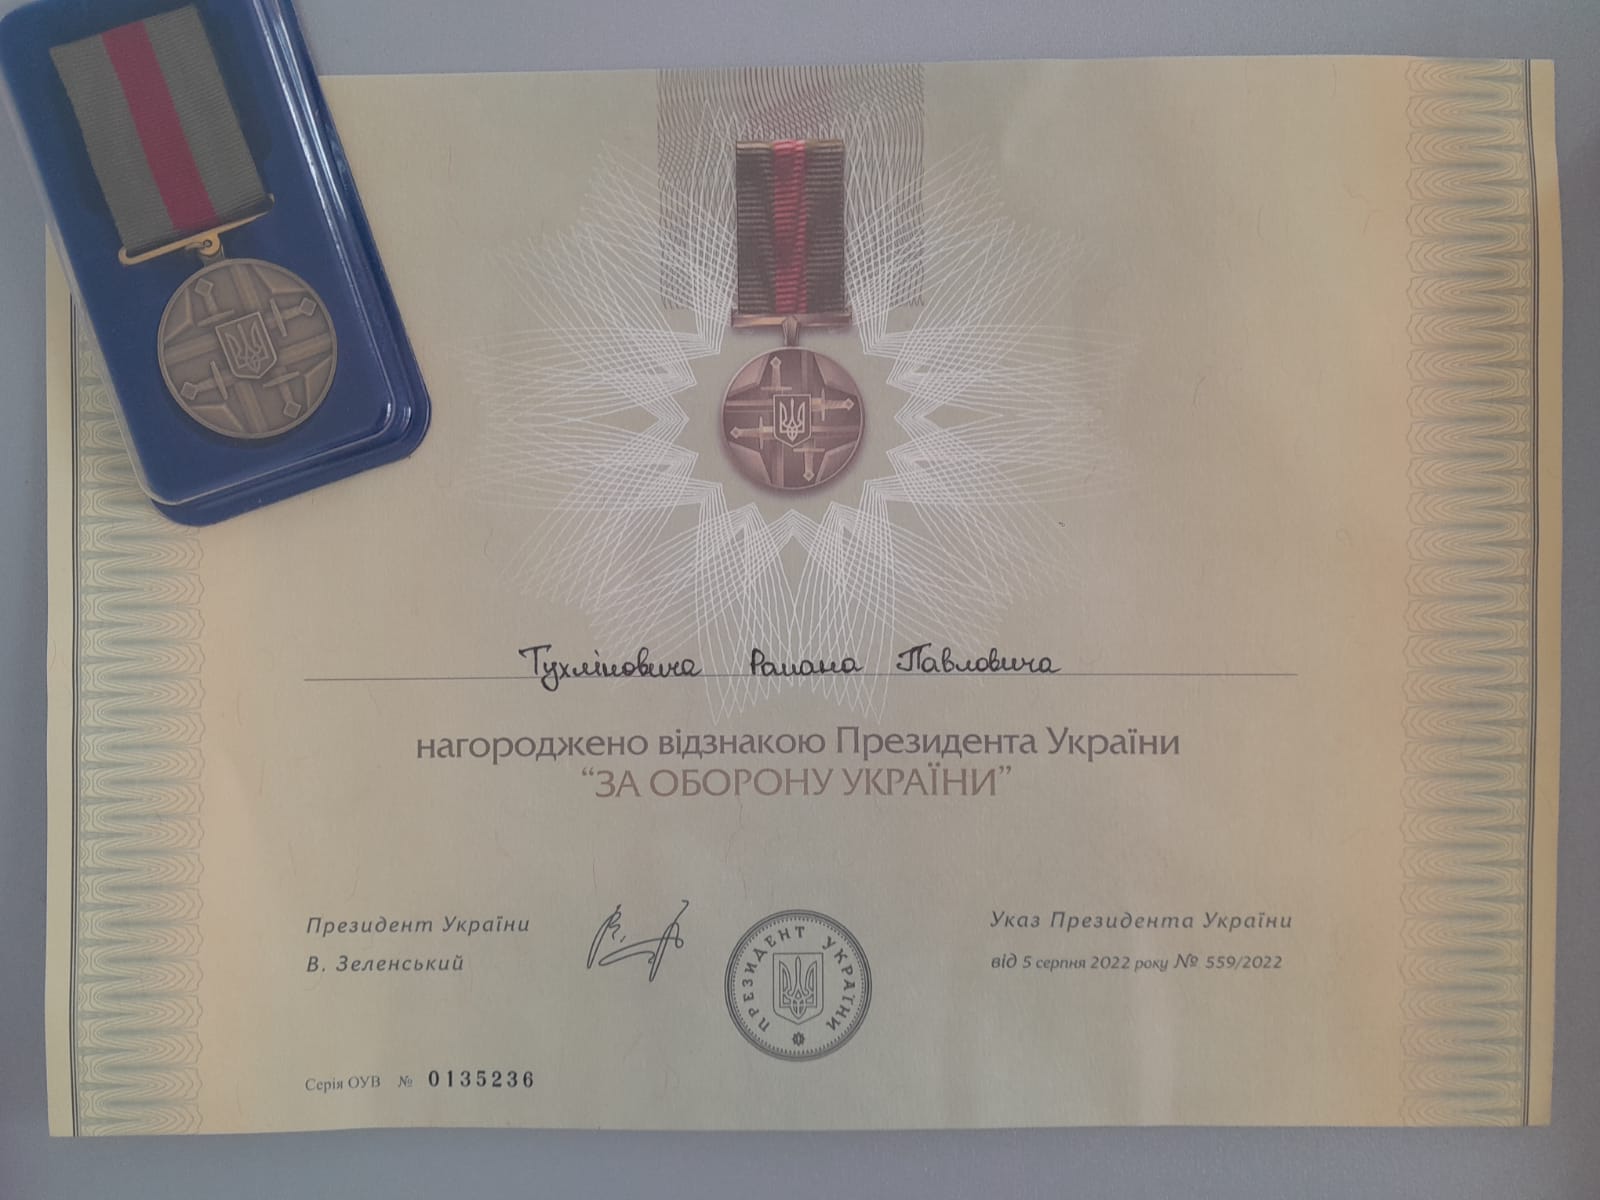 Тухліновича Романа Павловича
нагороджено відзнакою Президента України
“ЗА ОБОРОНУ УКРАЇНИ”
Президент України
В. Зеленський
ПРЕЗИДЕНТ УКРАЇНИ
Указ Президента України
від 5 серпня 2022 року № 559/2022
Серія ОУВ № 0135236